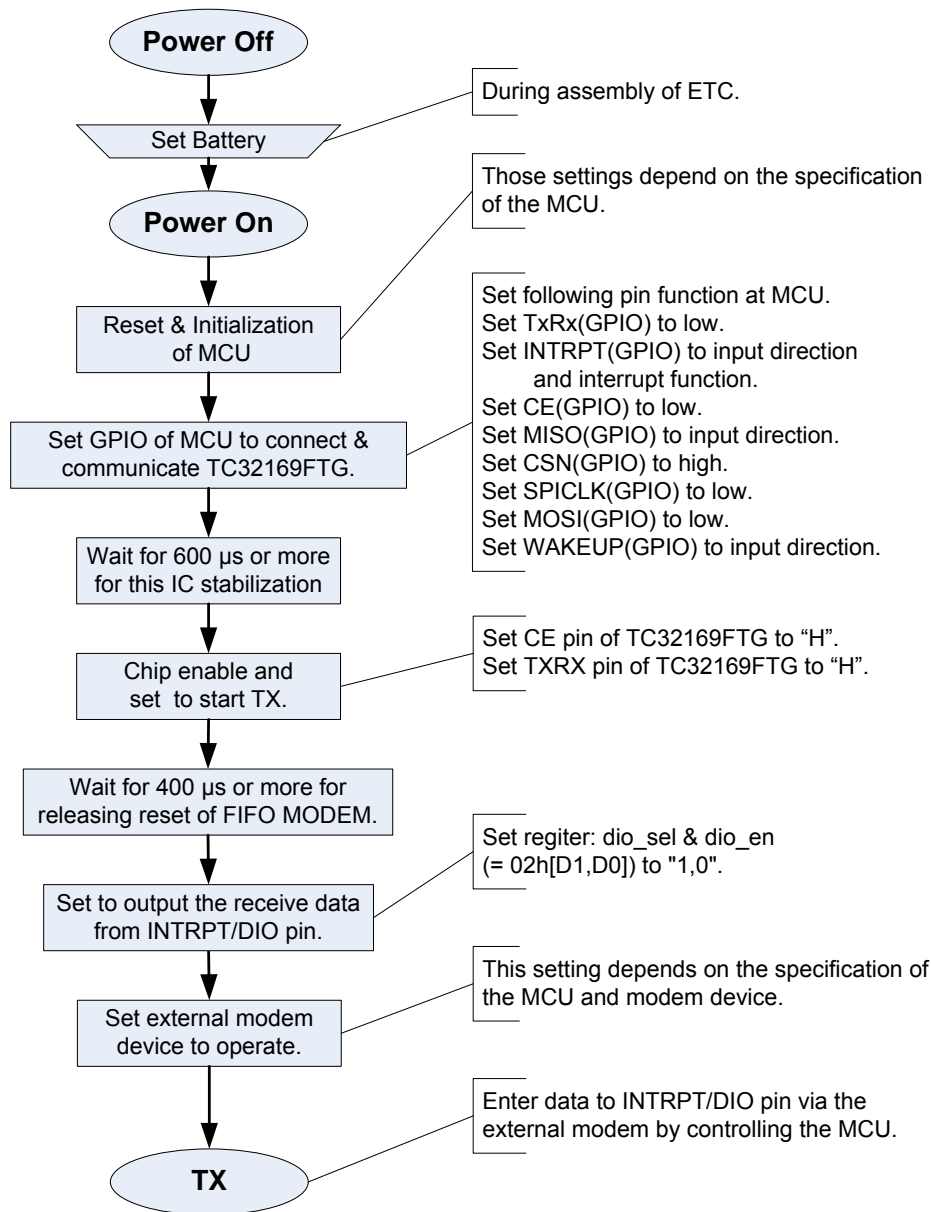 Power Off
During assembly of ETC.
Set Battery
Those settings depend on the specification
of the MCU.
Power On
Set following pin function at MCU.
Set TxRx(GPIO) to low.
Set INTRPT(GPIO) to input direction
and interrupt function.
Set CE(GPIO) to low.
Set MISO(GPIO) to input direction.
Set CSN(GPIO) to high.
Set SPICLK(GPIO) to low.
Set MOSI(GPIO) to low.
Set WAKEUP(GPIO) to input direction.
Reset & Initialization
of MCU
Set GPIO of MCU to connect &
communicate TC32169FTG.
Wait for 600 µs or more
for this IC stabilization
Set CE pin of TC32169FTG to “H”.
Set TXRX pin of TC32169FTG to “H”.
Chip enable and
set to start TX.
Wait for 400 µs or more for
releasing reset of FIFO MODEM.
Set regiter: dio_sel & dio_en
(= 02h[D1,D0]) to "1,0".
Set to output the receive data
from INTRPT/DIO pin.
This setting depends on the specification of
the MCU and modem device.
Set external modem
device to operate.
Enter data to INTRPT/DIO pin via the
external modem by controlling the MCU.
TX